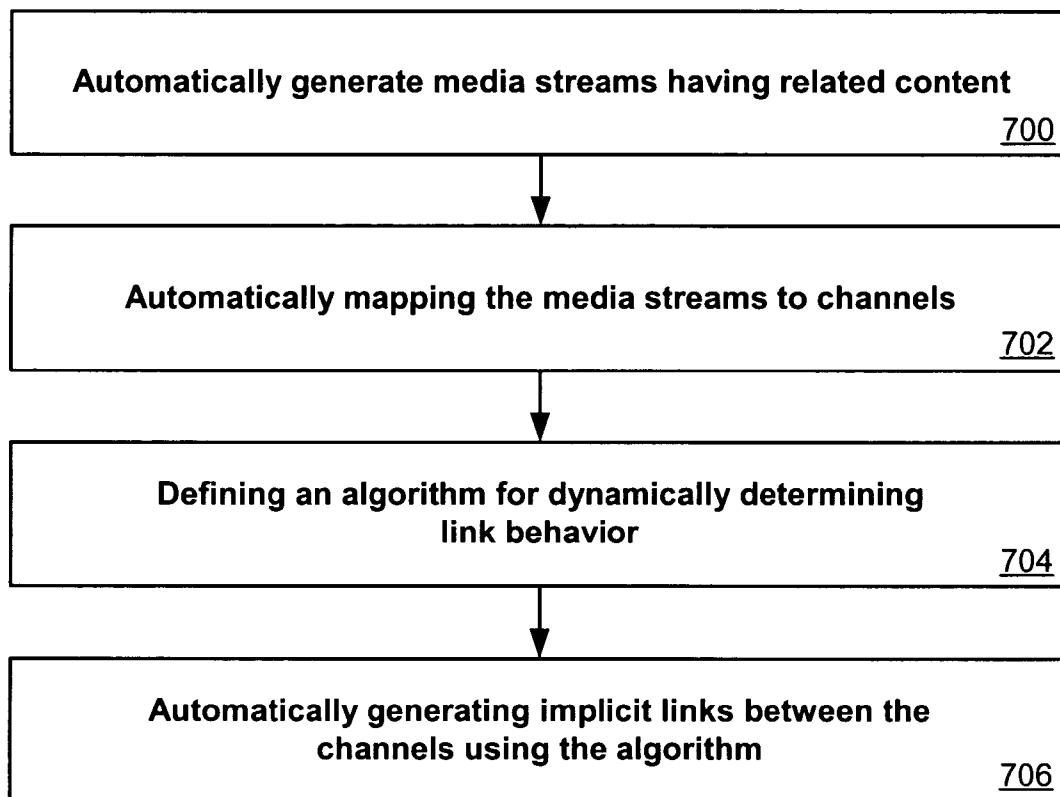 Automatically generate media streams having related content
700
Automatically mapping the media streams to channels
702
Defining an algorithm for dynamically determining
link behavior
704
Automatically generating implicit links between the
channels using the algorithm
706